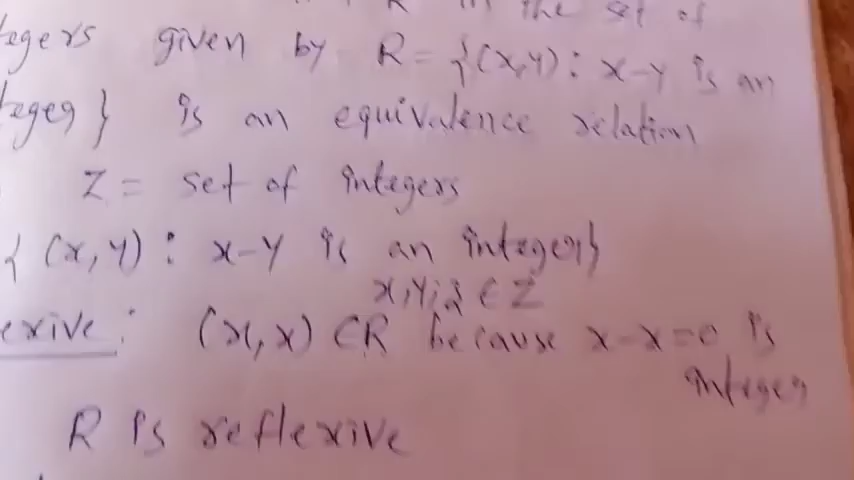 R in the set of
tegers given by R = {(x,y) : x-y is an
teger} is an equivalence relation
Z = set of integers
{ (x,y) : x-y is an integer}
x,y,z ∈ Z
exive : (x,x) ∈ R because x-x=0 is
integer
R is reflexive